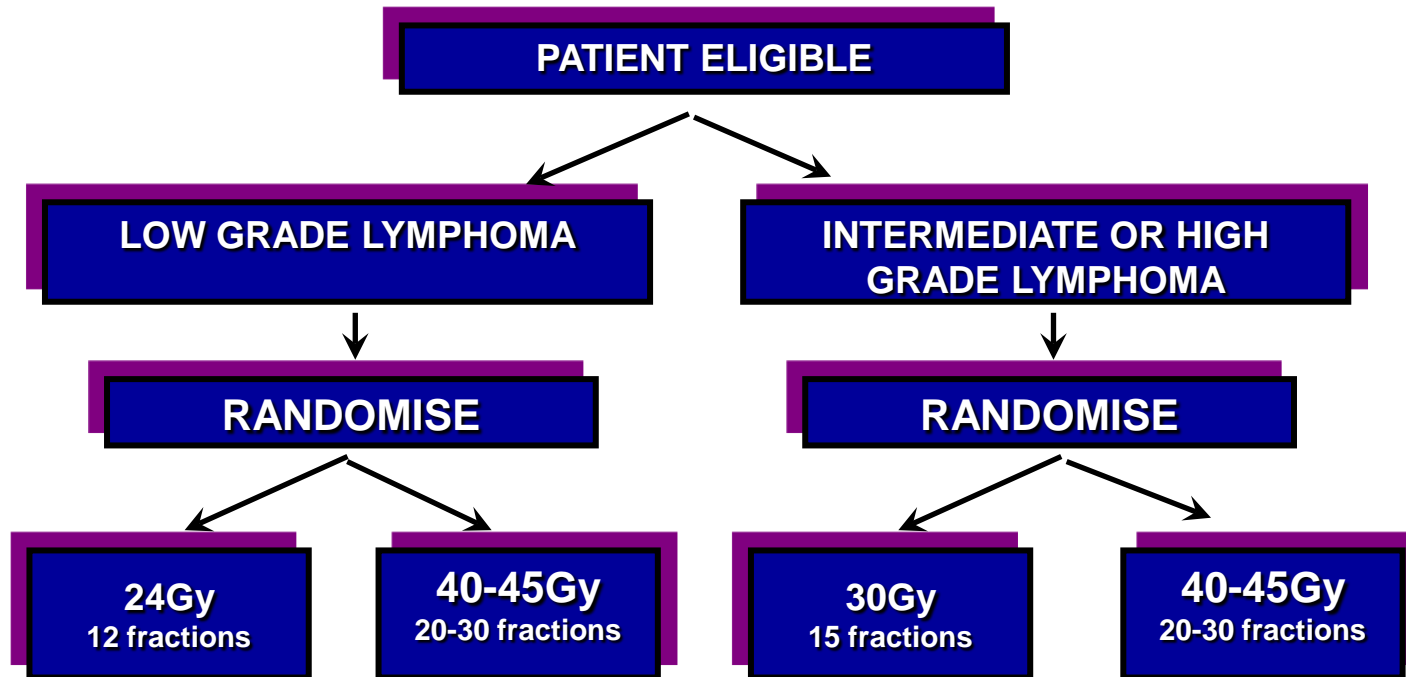 PATIENT ELIGIBLE
LOW GRADE LYMPHOMA
INTERMEDIATE OR HIGH
GRADE LYMPHOMA
RANDOMISE
RANDOMISE
24Gy
12 fractions
40-45Gy
20-30 fractions
30Gy
15 fractions
40-45Gy
20-30 fractions